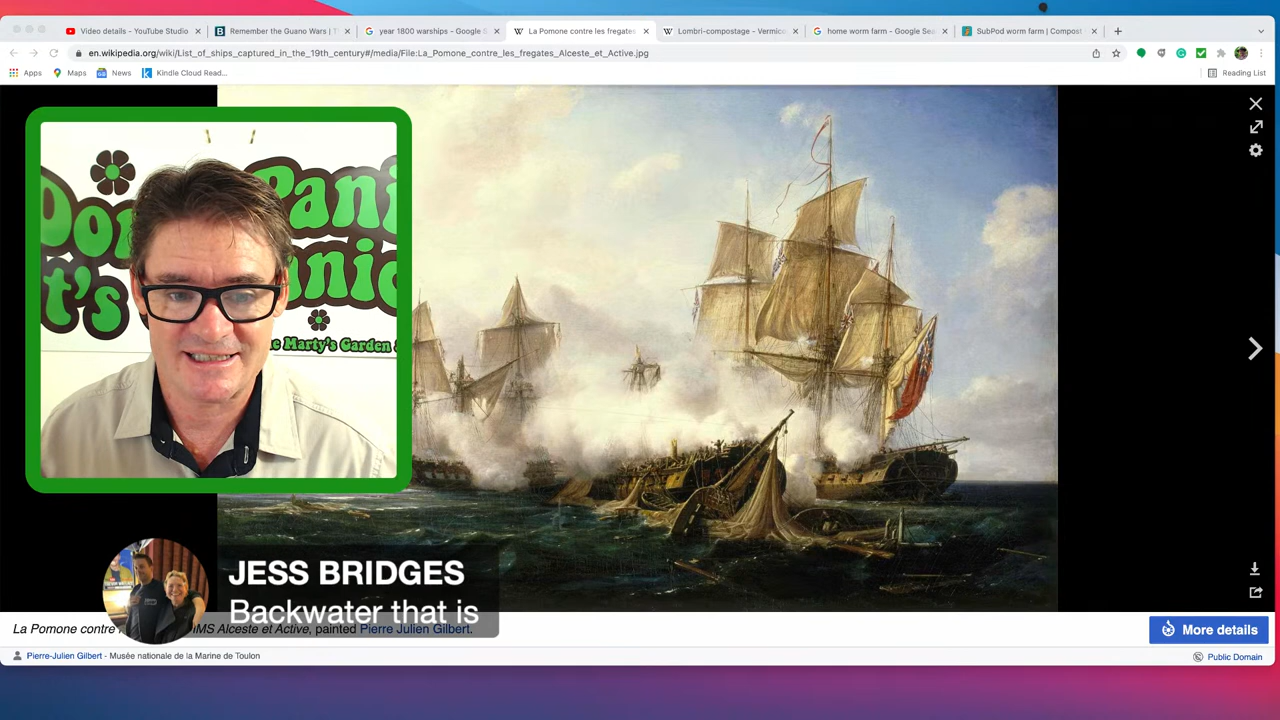 Video details - YouTube Studio
Remember the Guano Wars | T
year 1800 warships - Google S
La Pomone contre les fregates
Lombri-compostage - Vermic
home worm farm - Google Sea
SubPod worm farm | Compost
en.wikipedia.org/wiki/List_of_ships_captured_in_the_19th_century#/media/File:La_Pomone_contre_les_fregates_Alceste_et_Active.jpg
Apps
Maps
News
Kindle Cloud Read...
Reading List
Pani
t's
Marty's Garden
JESS BRIDGES
Backwater that is
La Pomone contre
HMS Alceste et Active, painted Pierre Julien Gilbert.
More details
Pierre-Julien Gilbert - Musée nationale de la Marine de Toulon
Public Domain